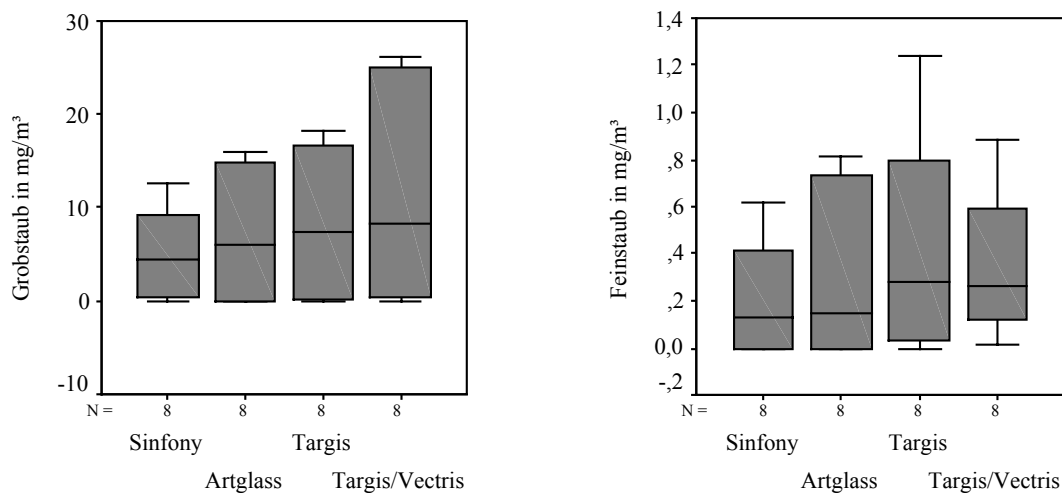 Grobstaub in mg/m³
30
20
10
0
-10
N = 8 8 8 8
Sinfony Targis
Artglass Targis/Vectris
Feinstaub in mg/m³
1,4
1,2
1,0
,8
,6
,4
,2
0,0
-,2
N = 8 8 8 8
Sinfony Targis
Artglass Targis/Vectris